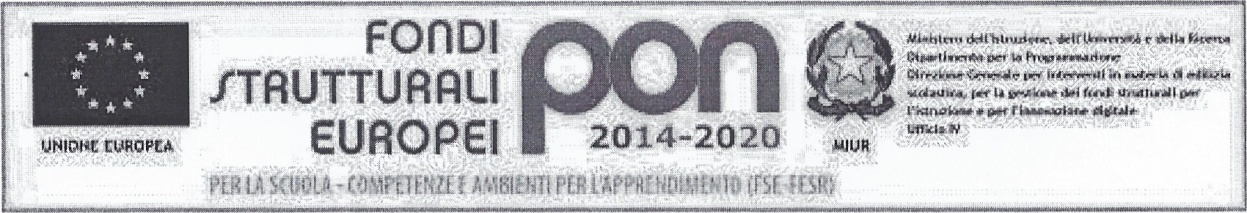 UNIONE EUROPEA
FONDI
STRUTTURALI
EUROPEI
pon
2014-2020
PER LA SCUOLA - COMPETENZE E AMBIENTI PER L'APPRENDIMENTO (FSE-FESR)
MIUR
Ministero dell'Istruzione, dell'Università e della Ricerca
Dipartimento per la Programmazione
Direzione Generale per interventi in materia di edilizia
scolastica, per la gestione dei fondi strutturali per
l'istruzione e per l'innovazione digitale
Ufficio IV